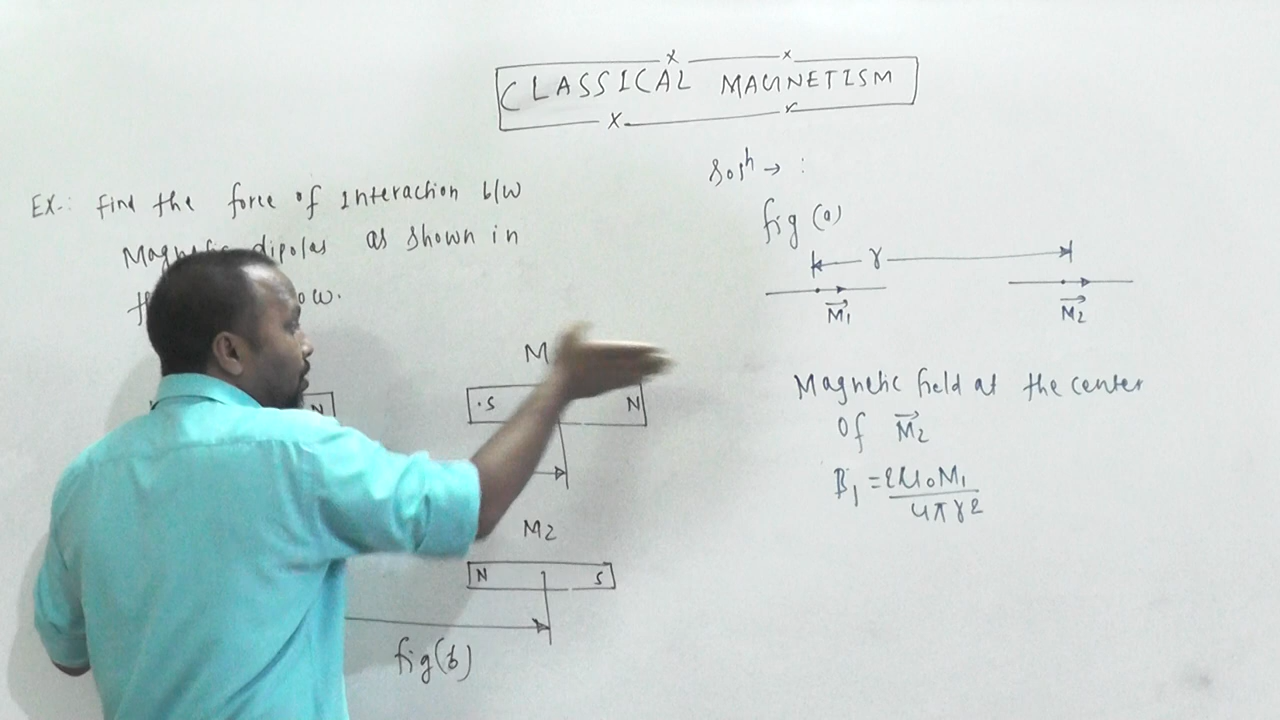 CLASSICAL MAGNETISM
EX.: Find the force of Interaction b/w
dipoles as shown in
fig (a)
r
M₁
M₂
N
M
S N
Magnetic field at the center
of M₂
B₁ = 2μ₀M₁
4πr2
M2
N S
fig(b)